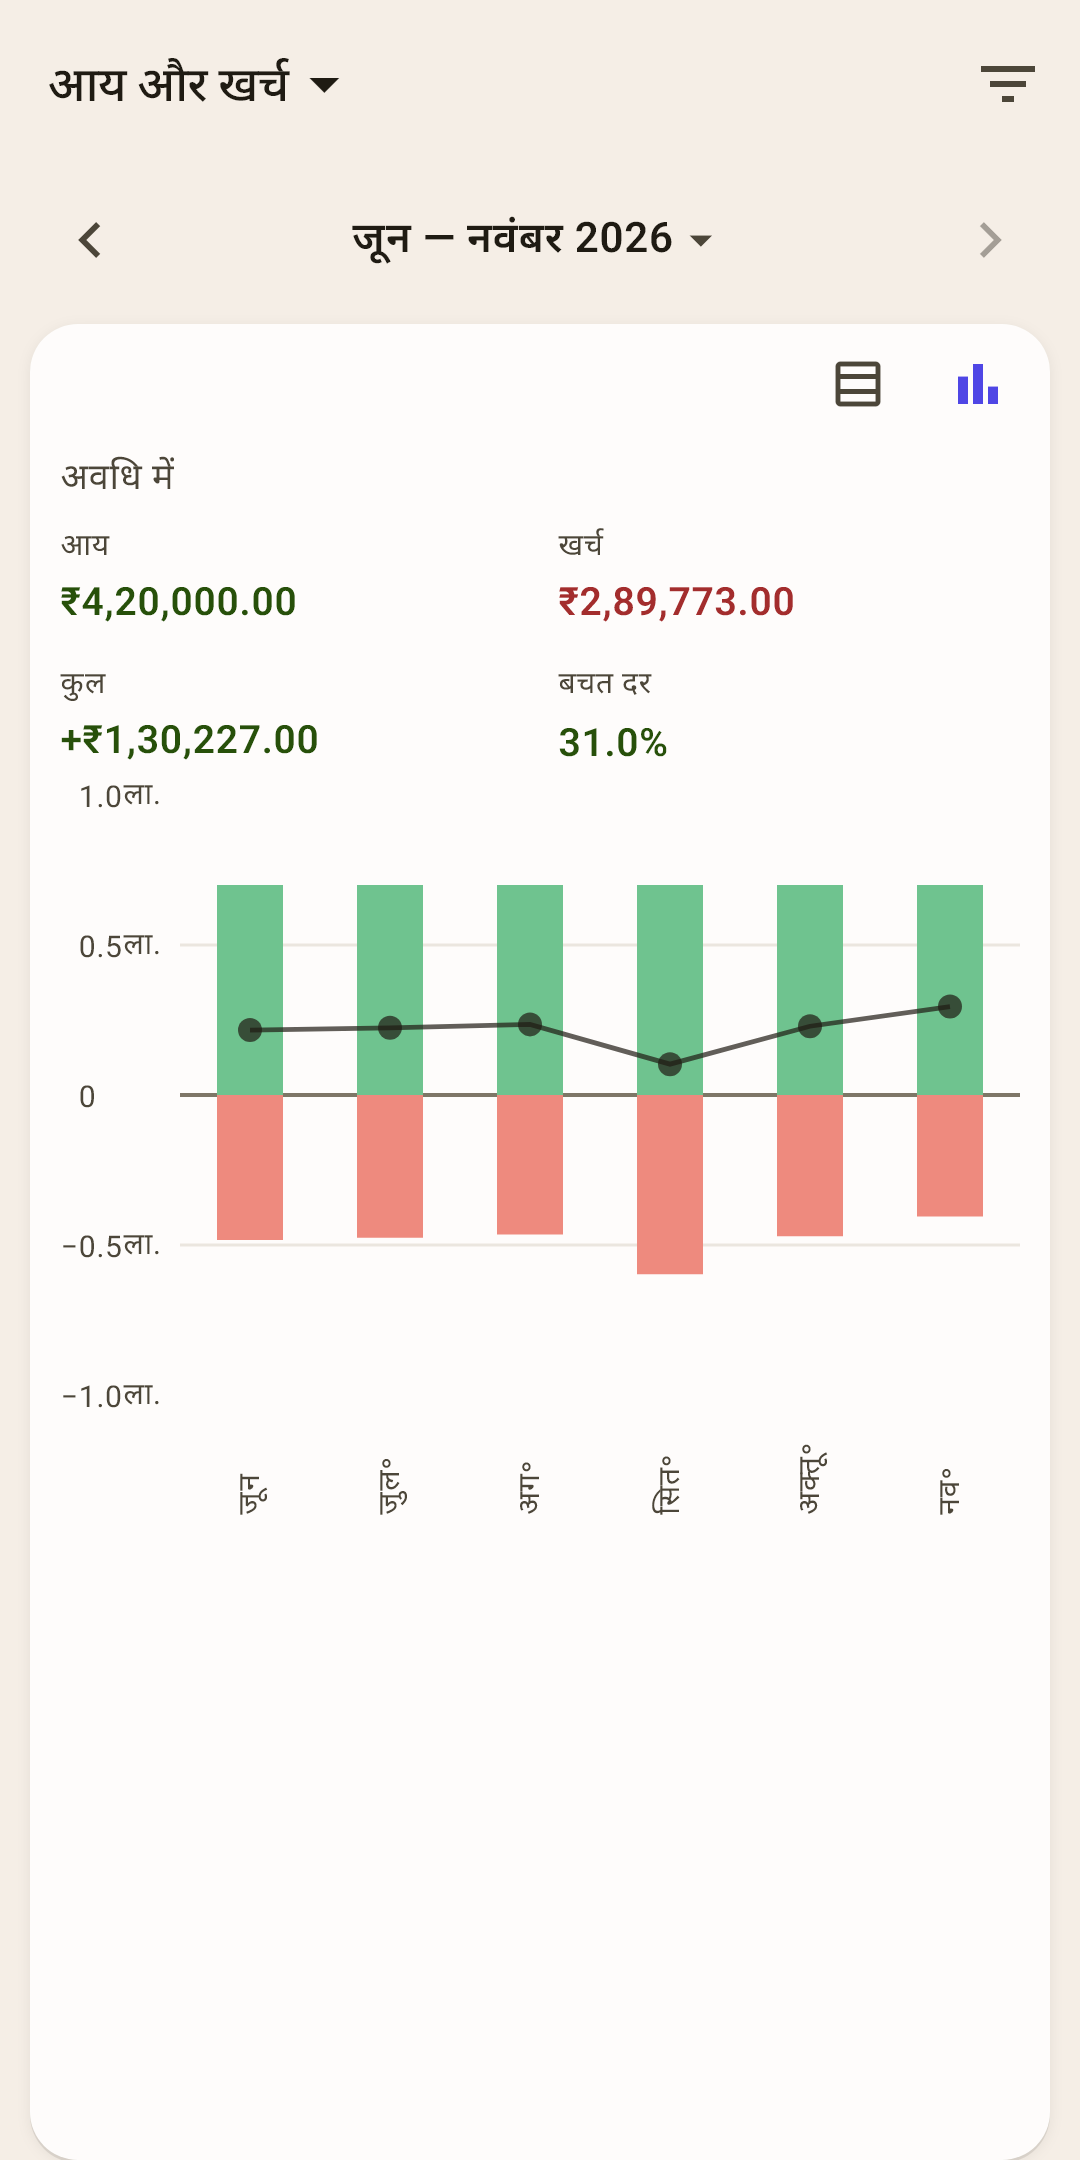 आय और खर्च
जून — नवंबर 2026
अवधि में
आय
खर्च
₹4,20,000.00
₹2,89,773.00
कुल
बचत दर
+₹1,30,227.00
31.0%
1.0ला.
0.5ला.
0
−0.5ला.
−1.0ला.
जून
जुल॰
अग॰
सित॰
अक्तू॰
नव॰